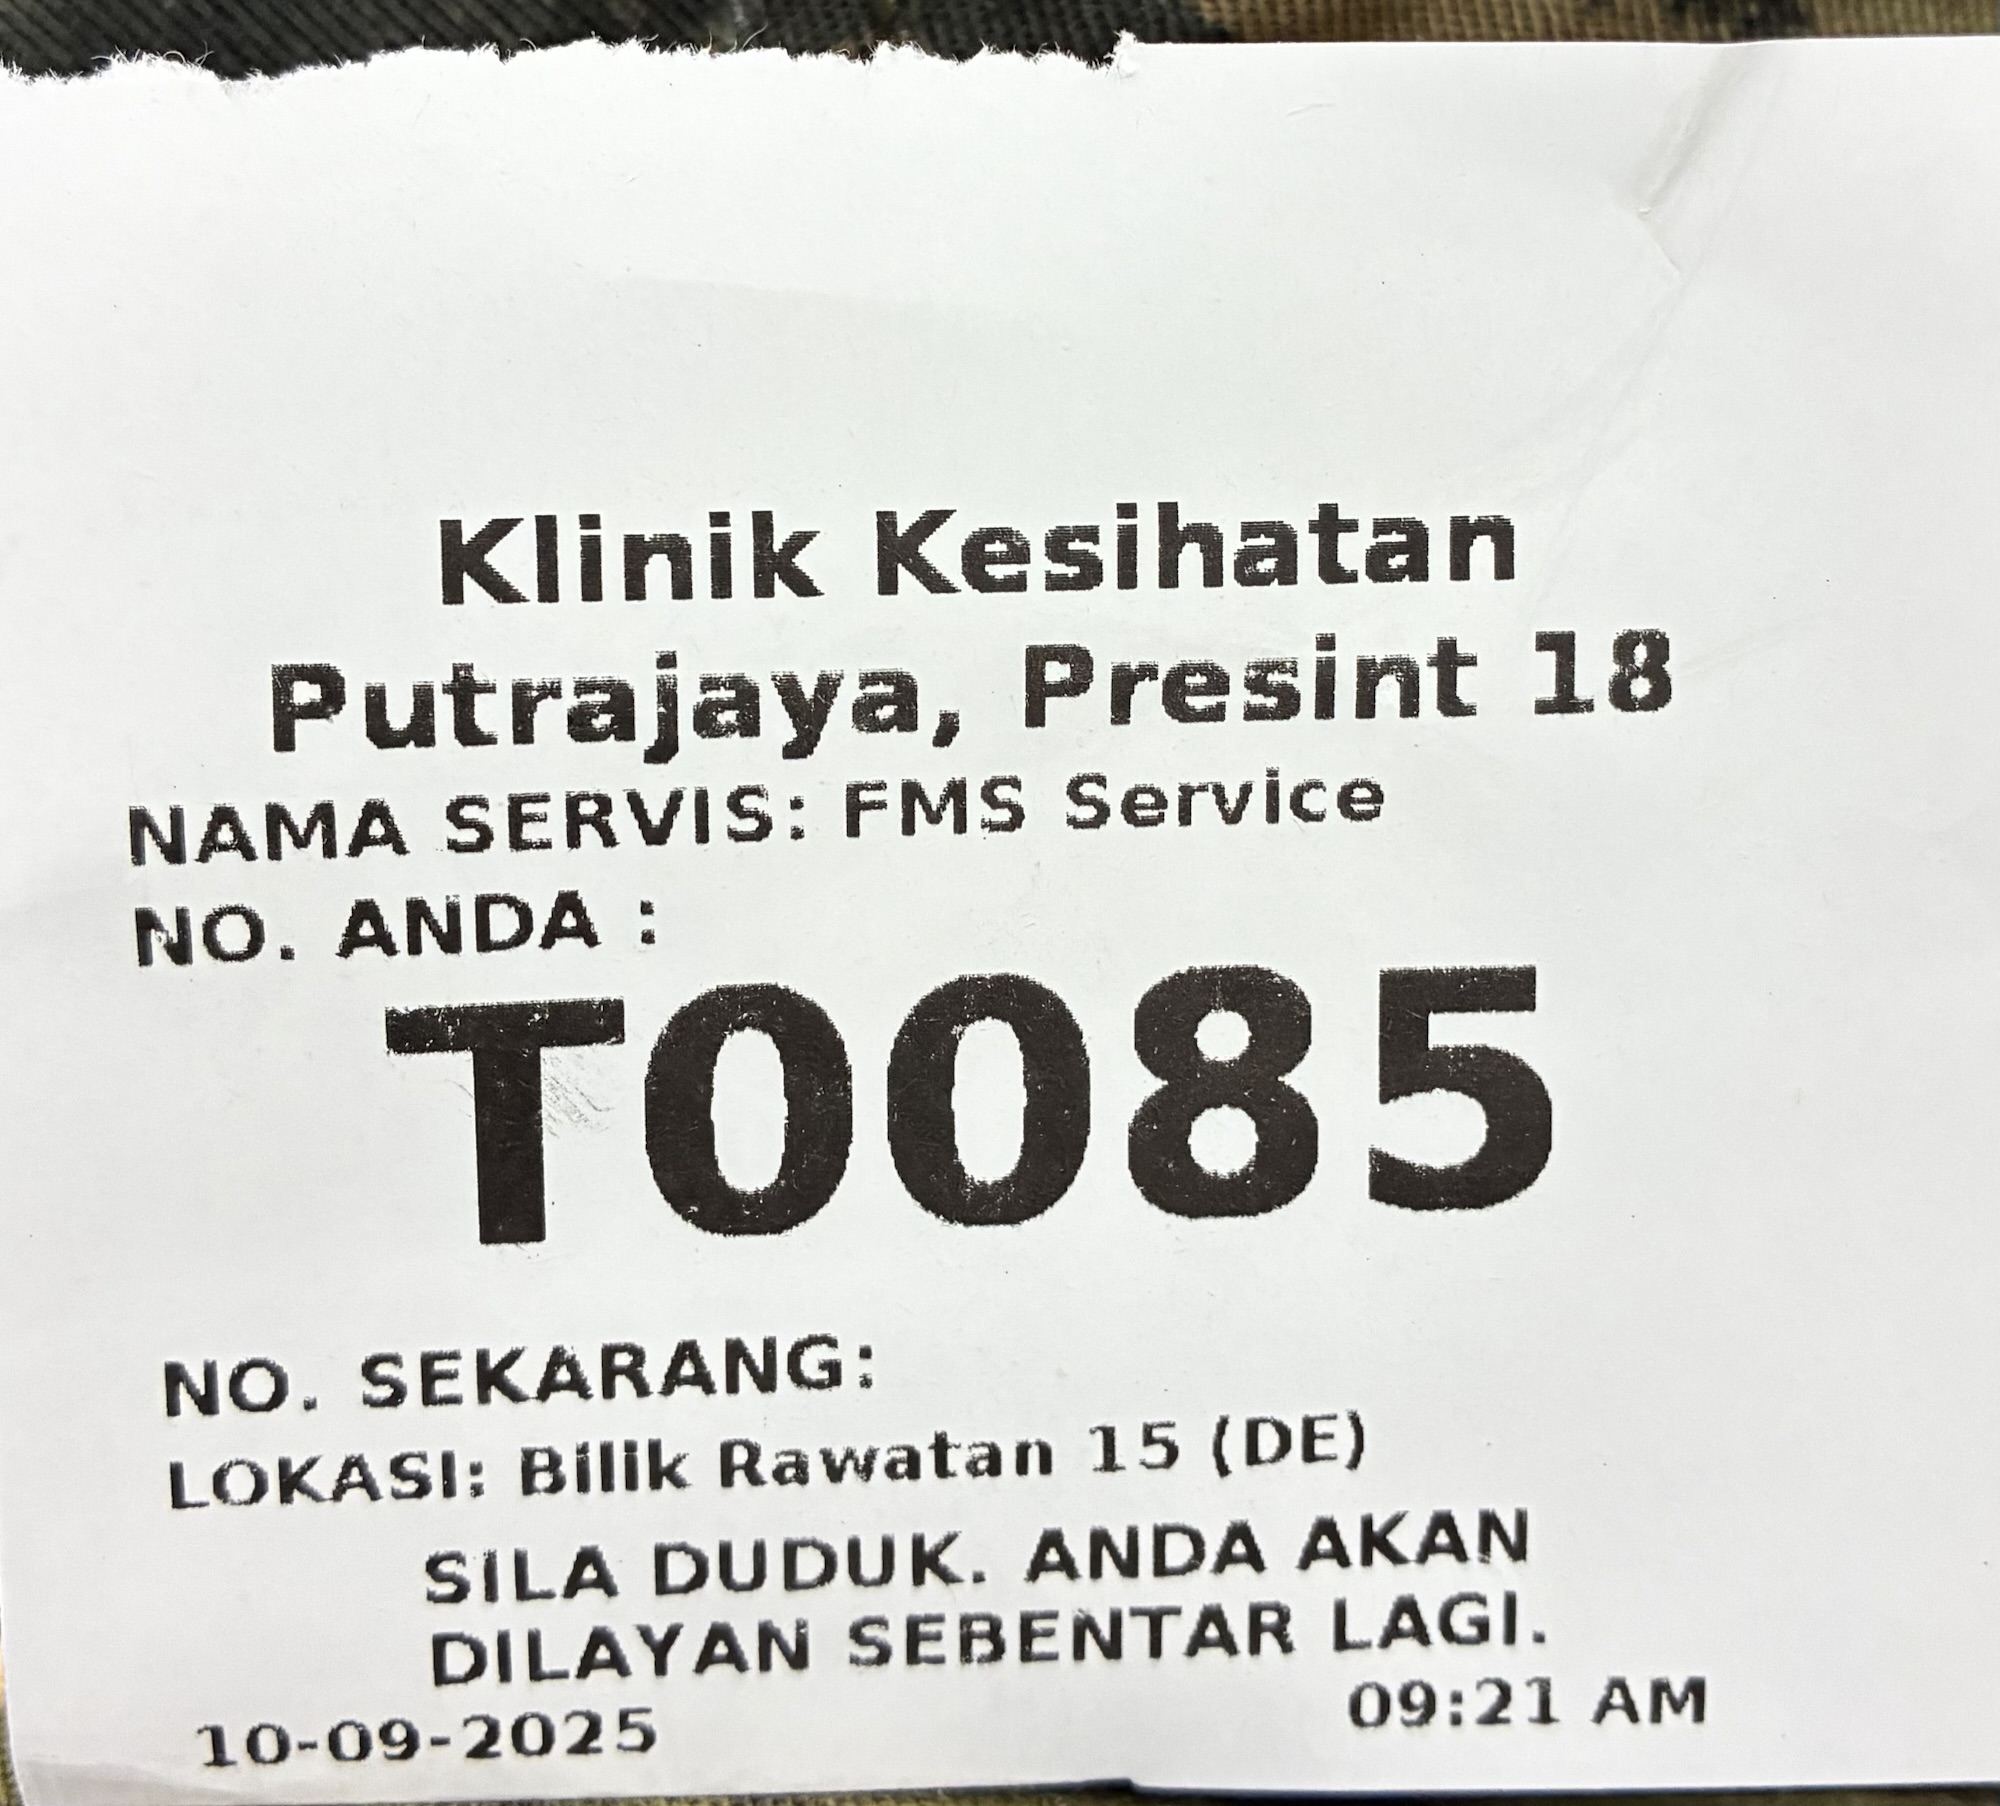 Klinik Kesihatan
Putrajaya, Presint 18
NAMA SERVIS: FMS Service
NO. ANDA :
T0085
NO. SEKARANG:
LOKASI: Bilik Rawatan 15 (DE)
SILA DUDUK. ANDA AKAN
DILAYAN SEBENTAR LAGI.
10-09-2025 09:21 AM